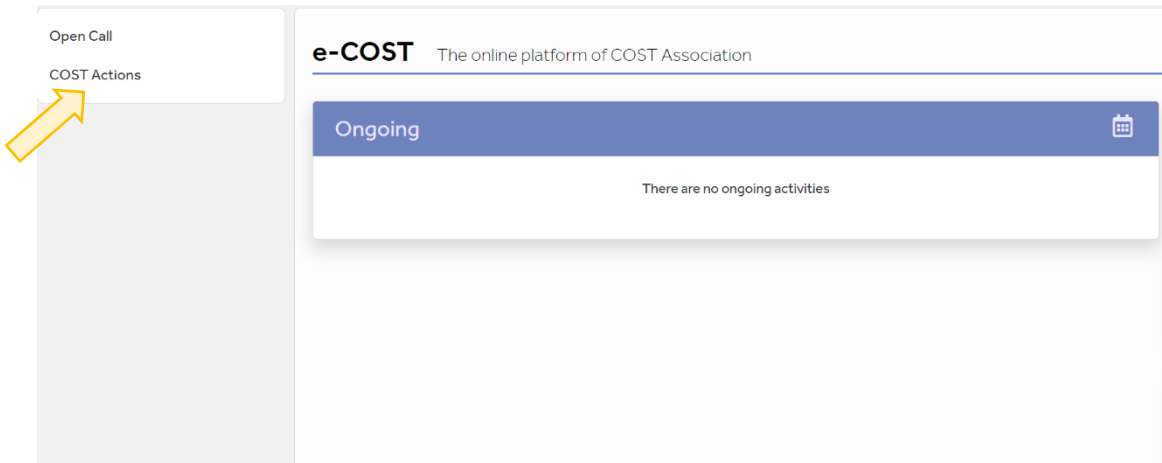 Open Call
COST Actions
e-COST The online platform of COST Association
Ongoing
There are no ongoing activities